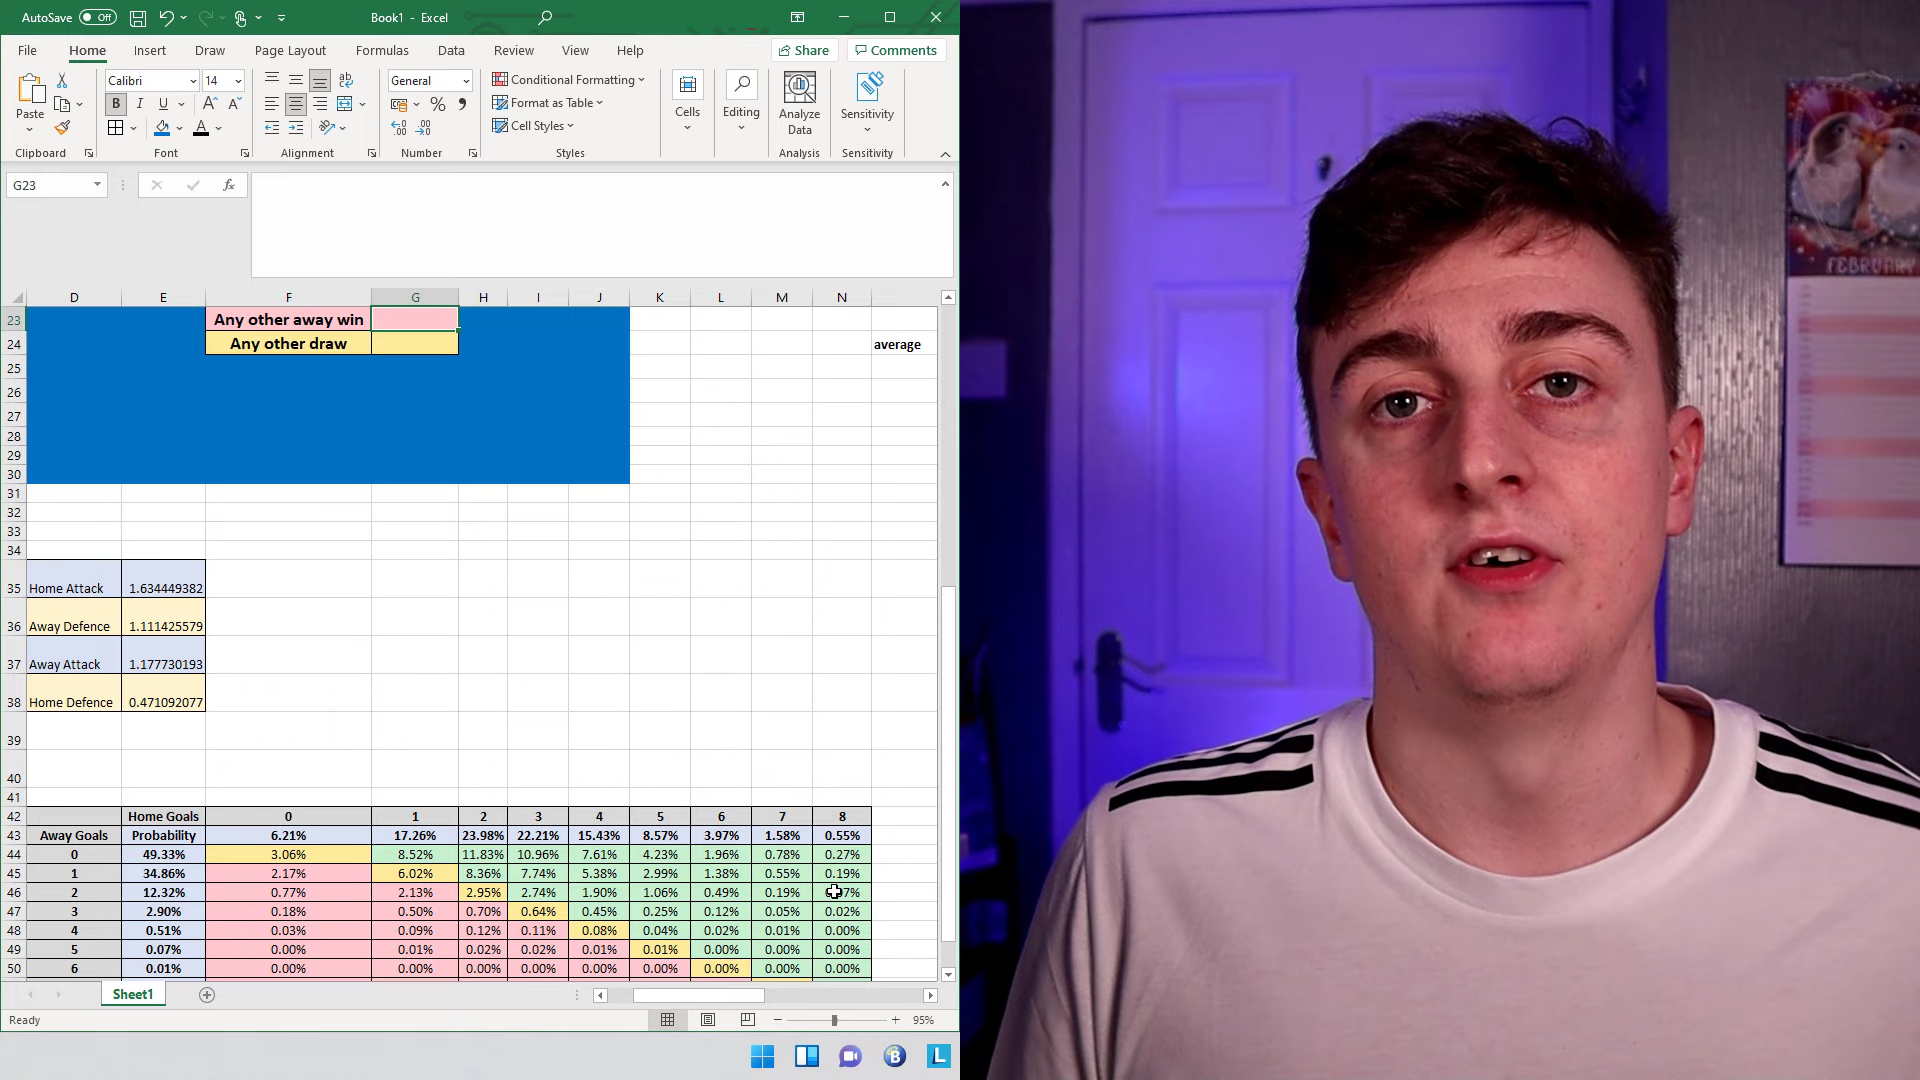 AutoSave Off Book1 - Excel
File Home Insert Draw Page Layout Formulas Data Review View Help Share Comments
Paste Calibri 14 General Conditional Formatting Cells Editing Analyze Data Sensitivity
B I U A A ab % Format as Table
A Cell Styles
Clipboard Font Alignment Number Styles Analysis Sensitivity
G23 fx
D E F G H I J K L M N
23 Any other away win
24 Any other draw average
25
26
27
28
29
30
31
32
33
34
35 Home Attack 1.634449382
36 Away Defence 1.111425579
37 Away Attack 1.177730193
38 Home Defence 0.471092077
39
40
41
42 Home Goals 0 1 2 3 4 5 6 7 8
43 Away Goals Probability 6.21% 17.26% 23.98% 22.21% 15.43% 8.57% 3.97% 1.58% 0.55%
44 0 49.33% 3.06% 8.52% 11.83% 10.96% 7.61% 4.23% 1.96% 0.78% 0.27%
45 1 34.86% 2.17% 6.02% 8.36% 7.74% 5.38% 2.99% 1.38% 0.55% 0.19%
46 2 12.32% 0.77% 2.13% 2.95% 2.74% 1.90% 1.06% 0.49% 0.19%
47 3 2.90% 0.18% 0.50% 0.70% 0.64% 0.45% 0.25% 0.12% 0.05% 0.02%
48 4 0.51% 0.03% 0.09% 0.12% 0.11% 0.08% 0.04% 0.02% 0.01% 0.00%
49 5 0.07% 0.00% 0.01% 0.02% 0.02% 0.01% 0.01% 0.00% 0.00% 0.00%
50 6 0.01% 0.00% 0.00% 0.00% 0.00% 0.00% 0.00% 0.00% 0.00% 0.00%
Sheet1
Ready 95%
B L
FEBRUARY